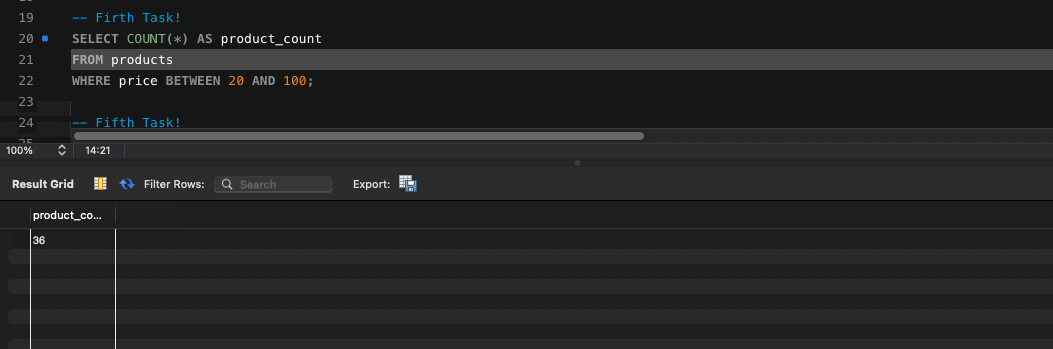 19 -- Firth Task!
20 SELECT COUNT(*) AS product_count
21 FROM products
22 WHERE price BETWEEN 20 AND 100;
23
24 -- Fifth Task!
100% 14:21
Result Grid Filter Rows: Search Export:
product_co...
36